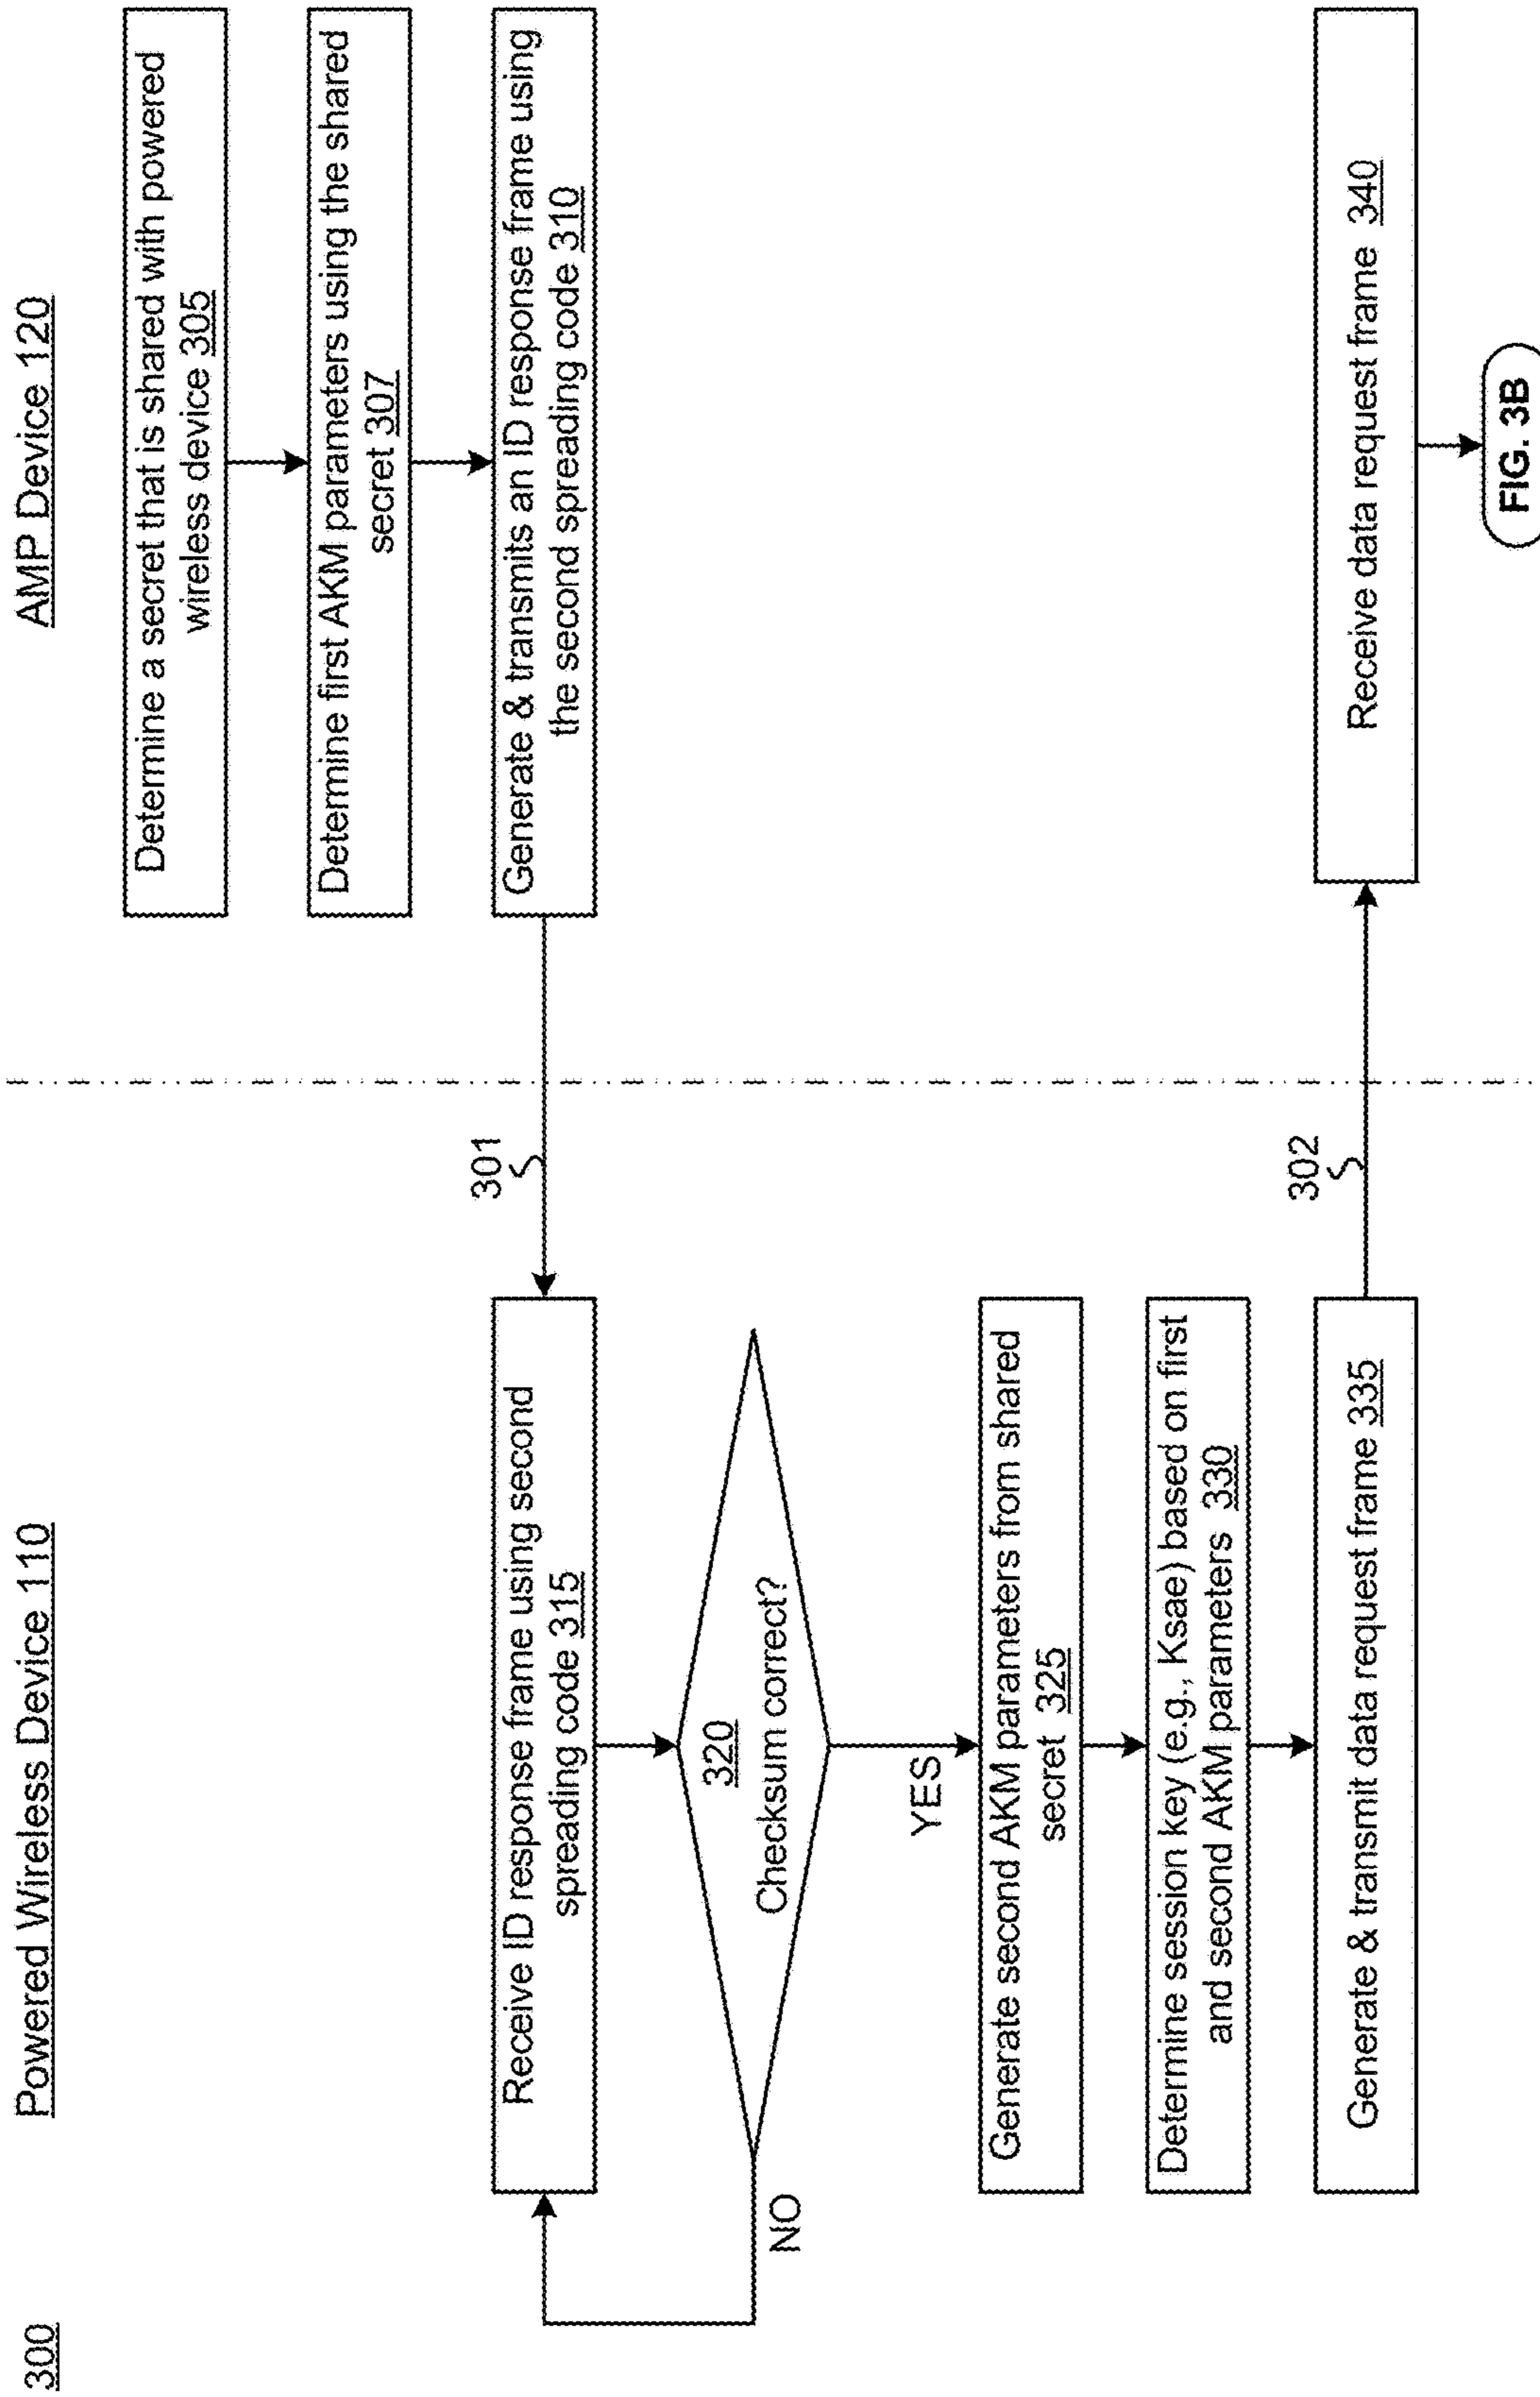 300
Powered Wireless Device 110
AMP Device 120
Determine a secret that is shared with powered
wireless device 305
Determine first AKM parameters using the shared
secret 307
Generate & transmits an ID response frame using
the second spreading code 310
301
Receive ID response frame using second
spreading code 315
320
Checksum correct?
NO
YES
Generate second AKM parameters from shared
secret 325
Determine session key (e.g., Ksae) based on first
and second AKM parameters 330
Generate & transmit data request frame 335
302
Receive data request frame 340
FIG. 3B